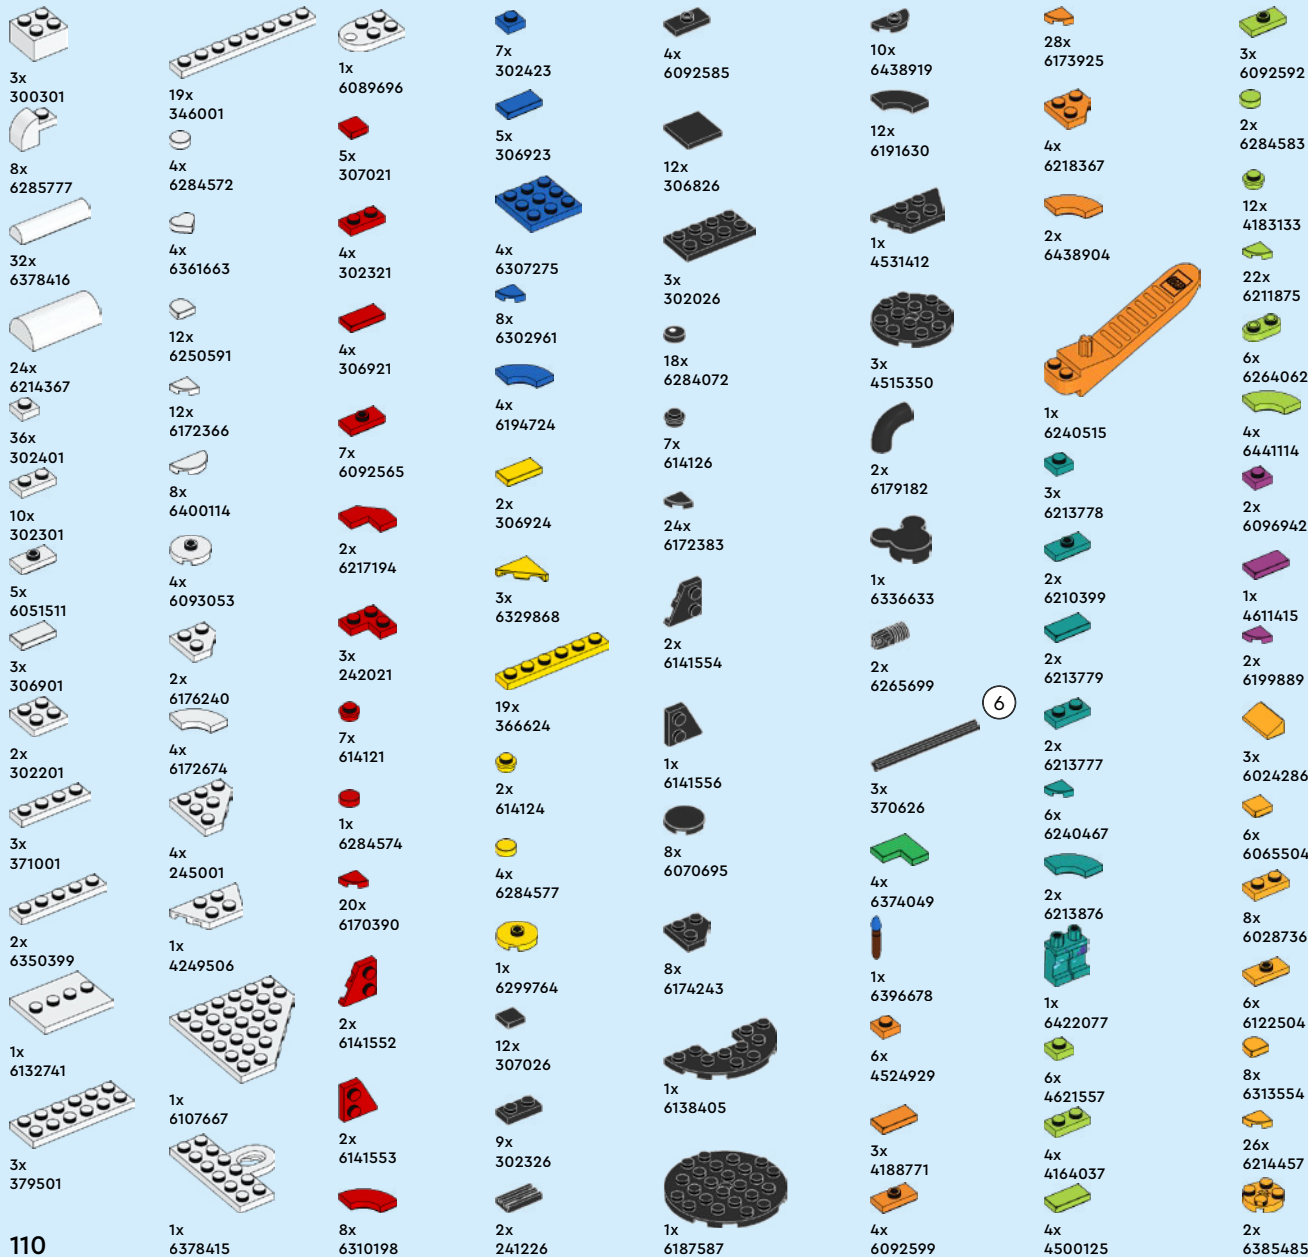 3x
300301
8x
6285777
32x
6378416
24x
6214367
36x
302401
10x
302301
5x
6051511
3x
306901
2x
302201
3x
371001
2x
6350399
1x
6132741
3x
379501
110
19x
346001
4x
6284572
4x
6361663
12x
6250591
12x
6172366
8x
6400114
4x
6093053
2x
6176240
4x
6172674
4x
245001
1x
4249506
1x
6107667
1x
6378415
1x
6089696
5x
307021
4x
302321
4x
306921
7x
6092565
2x
6217194
3x
242021
7x
614121
1x
6284574
20x
6170390
2x
6141552
2x
6141553
8x
6310198
7x
302423
5x
306923
4x
6307275
8x
6302961
4x
6194724
2x
306924
3x
6329868
19x
366624
2x
614124
4x
6284577
1x
6299764
12x
307026
9x
302326
2x
241226
4x
6092585
12x
306826
3x
302026
18x
6284072
7x
614126
24x
6172383
2x
6141554
1x
6141556
8x
6070695
8x
6174243
1x
6138405
1x
6187587
10x
6438919
12x
6191630
1x
4531412
3x
4515350
2x
6179182
1x
6336633
2x
6265699
6
3x
370626
4x
6374049
1x
6396678
6x
4524929
3x
4188771
4x
6092599
28x
6173925
4x
6218367
2x
6438904
1x
6240515
3x
6213778
2x
6210399
2x
6213779
2x
6213777
6x
6240467
2x
6213876
1x
6422077
6x
4621557
4x
4164037
4x
4500125
3x
6092592
2x
6284583
12x
4183133
22x
6211875
6x
6264062
4x
6441114
2x
6096942
1x
4611415
2x
6199889
3x
6024286
6x
6065504
8x
6028736
6x
6122504
8x
6313554
26x
6214457
2x
6385485